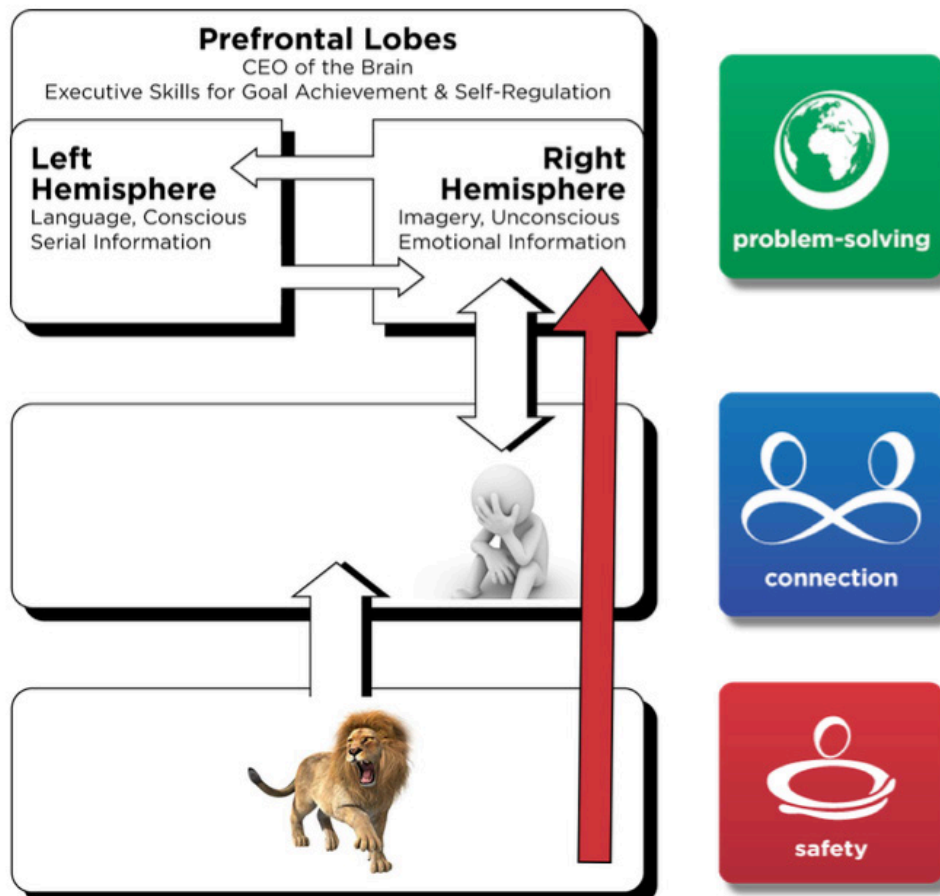 Prefrontal Lobes
CEO of the Brain
Executive Skills for Goal Achievement & Self-Regulation
Left
Hemisphere
Language, Conscious
Serial Information
Right
Hemisphere
Imagery, Unconscious
Emotional Information
problem-solving
connection
safety